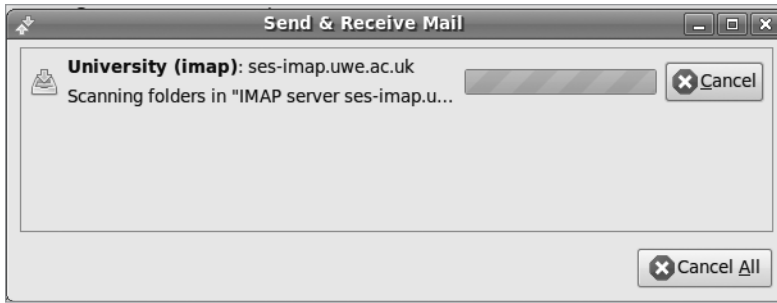 Send & Receive Mail
University (imap): ses-imap.uwe.ac.uk
Scanning folders in "IMAP server ses-imap.u...
Cancel
Cancel All